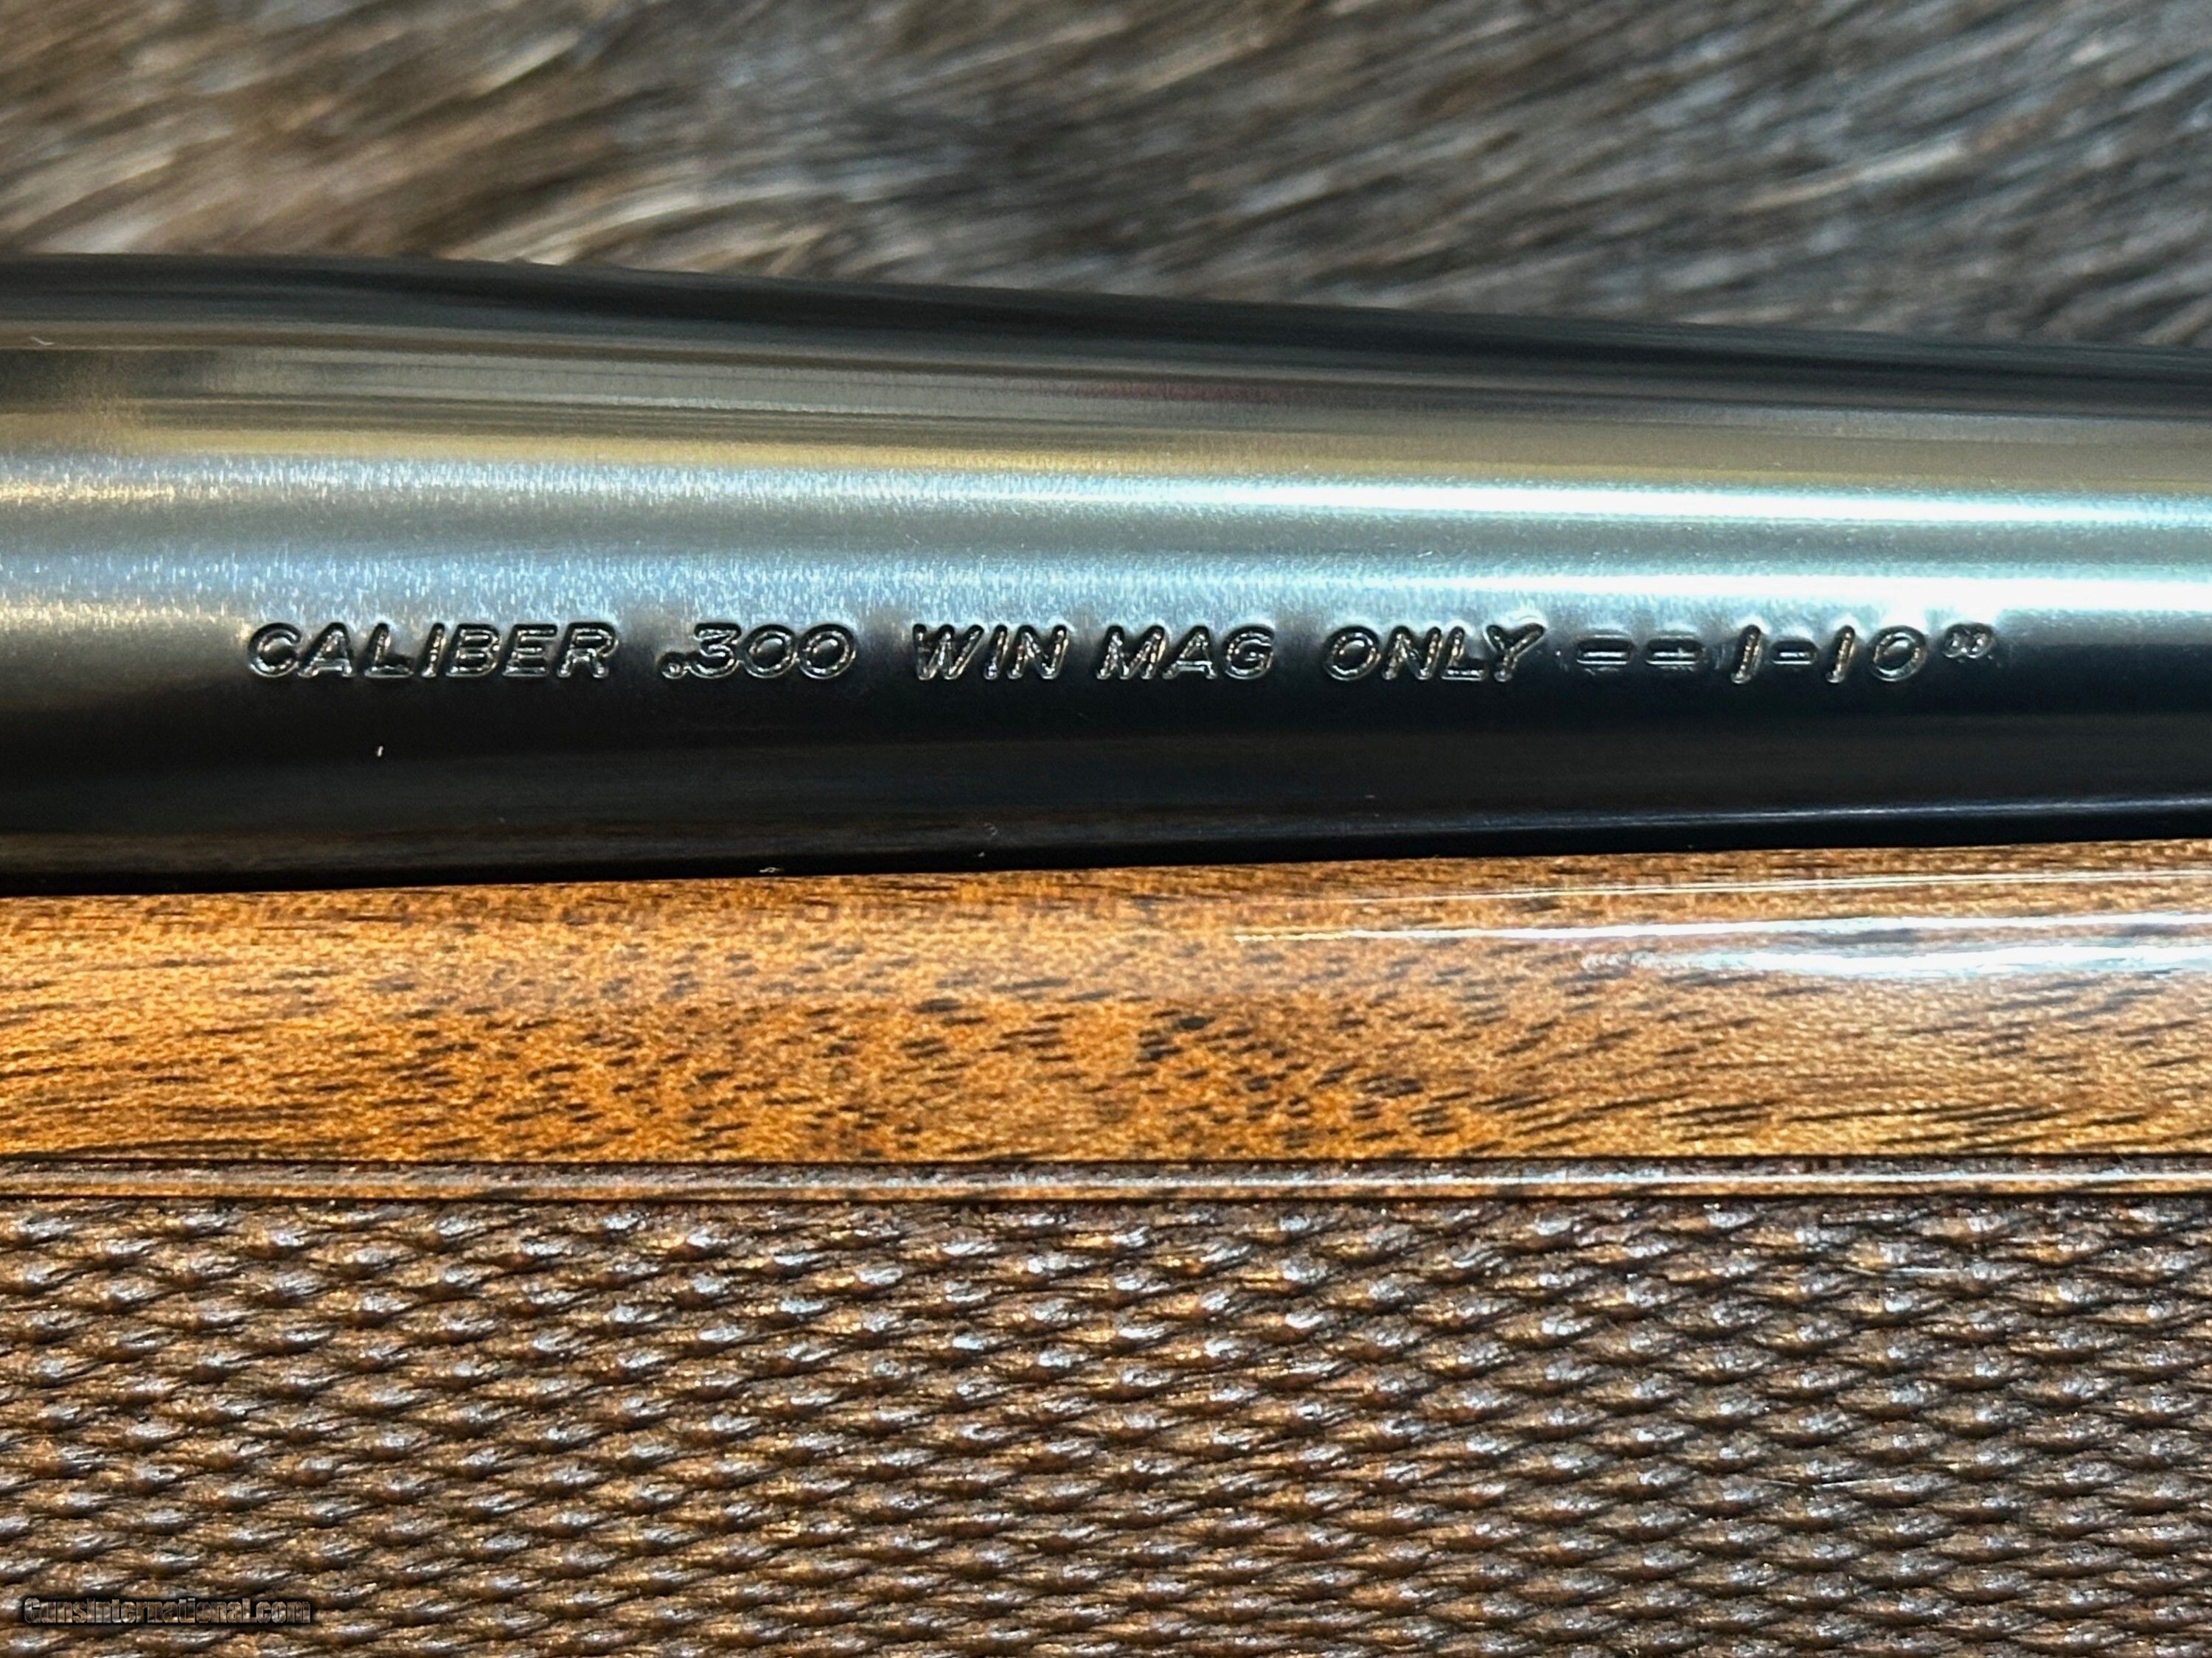 CALIBER .300 WIN MAG ONLY == 1-10"
GunsInternational.com